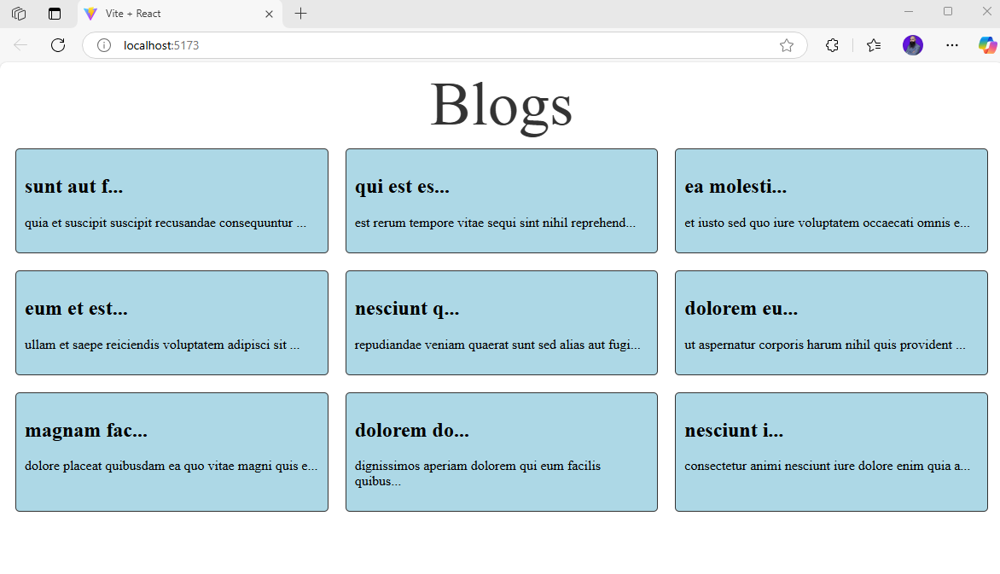 Vite + React
localhost:5173
Blogs
sunt aut f...
quia et suscipit suscipit recusandae consequuntur ...
qui est es...
est rerum tempore vitae sequi sint nihil reprehend...
ea molesti...
et iusto sed quo iure voluptatem occaecati omnis e...
eum et est...
ullam et saepe reiciendis voluptatem adipisci sit ...
nesciunt q...
repudiandae veniam quaerat sunt sed alias aut fugi...
dolorem eu...
ut aspernatur corporis harum nihil quis provident ...
magnam fac...
dolore placeat quibusdam ea quo vitae magni quis e...
dolorem do...
dignissimos aperiam dolorem qui eum facilis
quibus...
nesciunt i...
consectetur animi nesciunt iure dolore enim quia a...